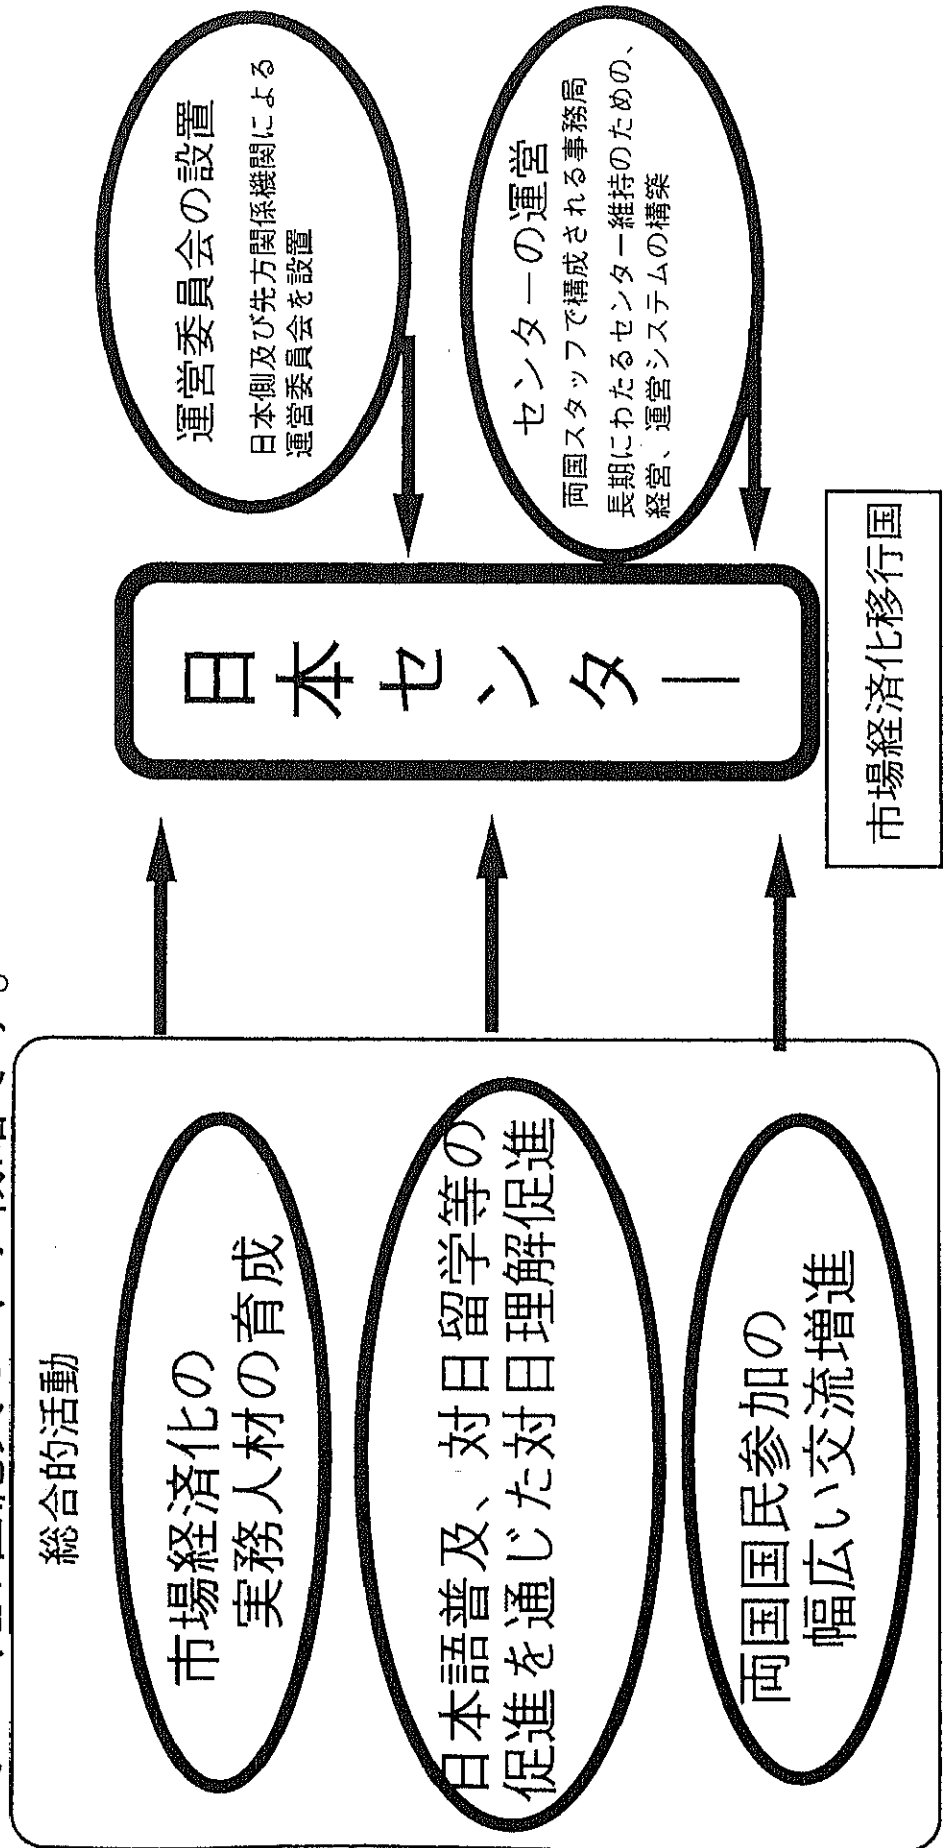 総合的活動
市場経済化の
実務人材の育成
日本語普及、対日留学等の
促進を通じた対日理解促進
両国国民参加の
幅広い交流増進
日本センター
市場経済化移行国
運営委員会の設置
日本側及び先方関係機関による
運営委員会を設置
センターの運営
両国スタッフで構成される事務局
長期にわたるセンター維持のための、
経営、運営システムの構築